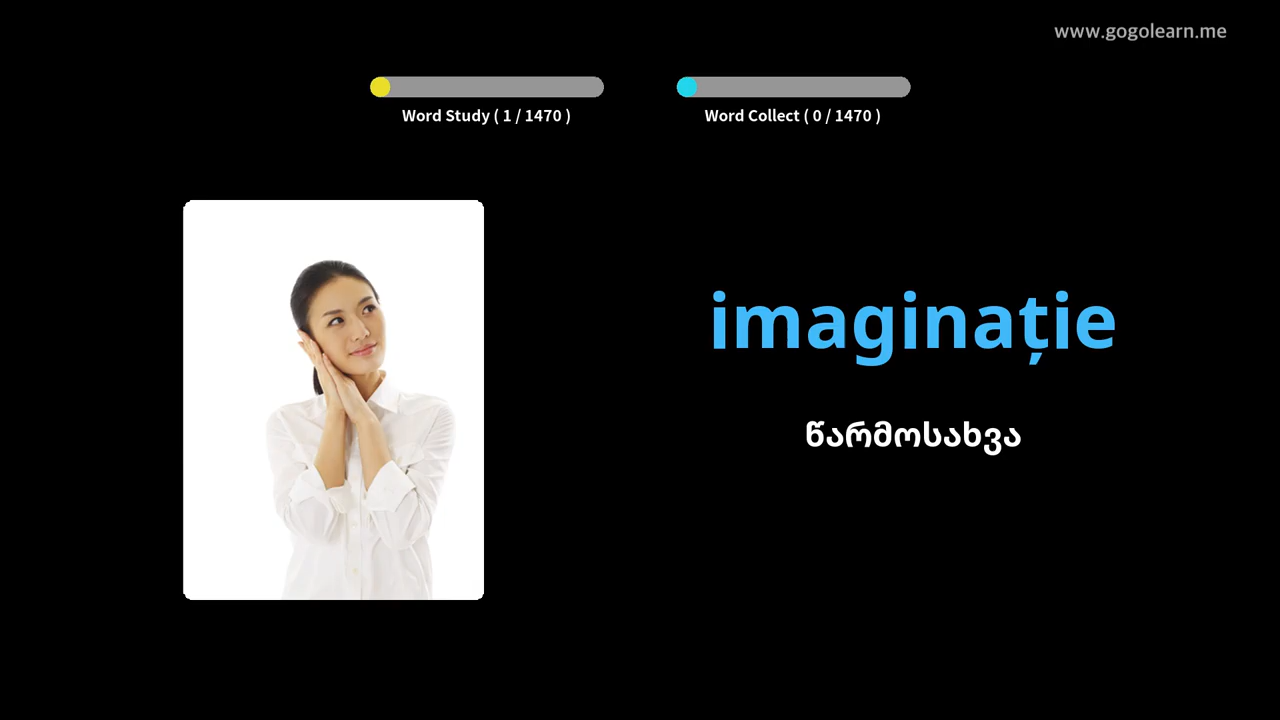 www.gogolearn.me
Word Study ( 1 / 1470 )
Word Collect ( 0 / 1470 )
imaginație
წარმოსახვა